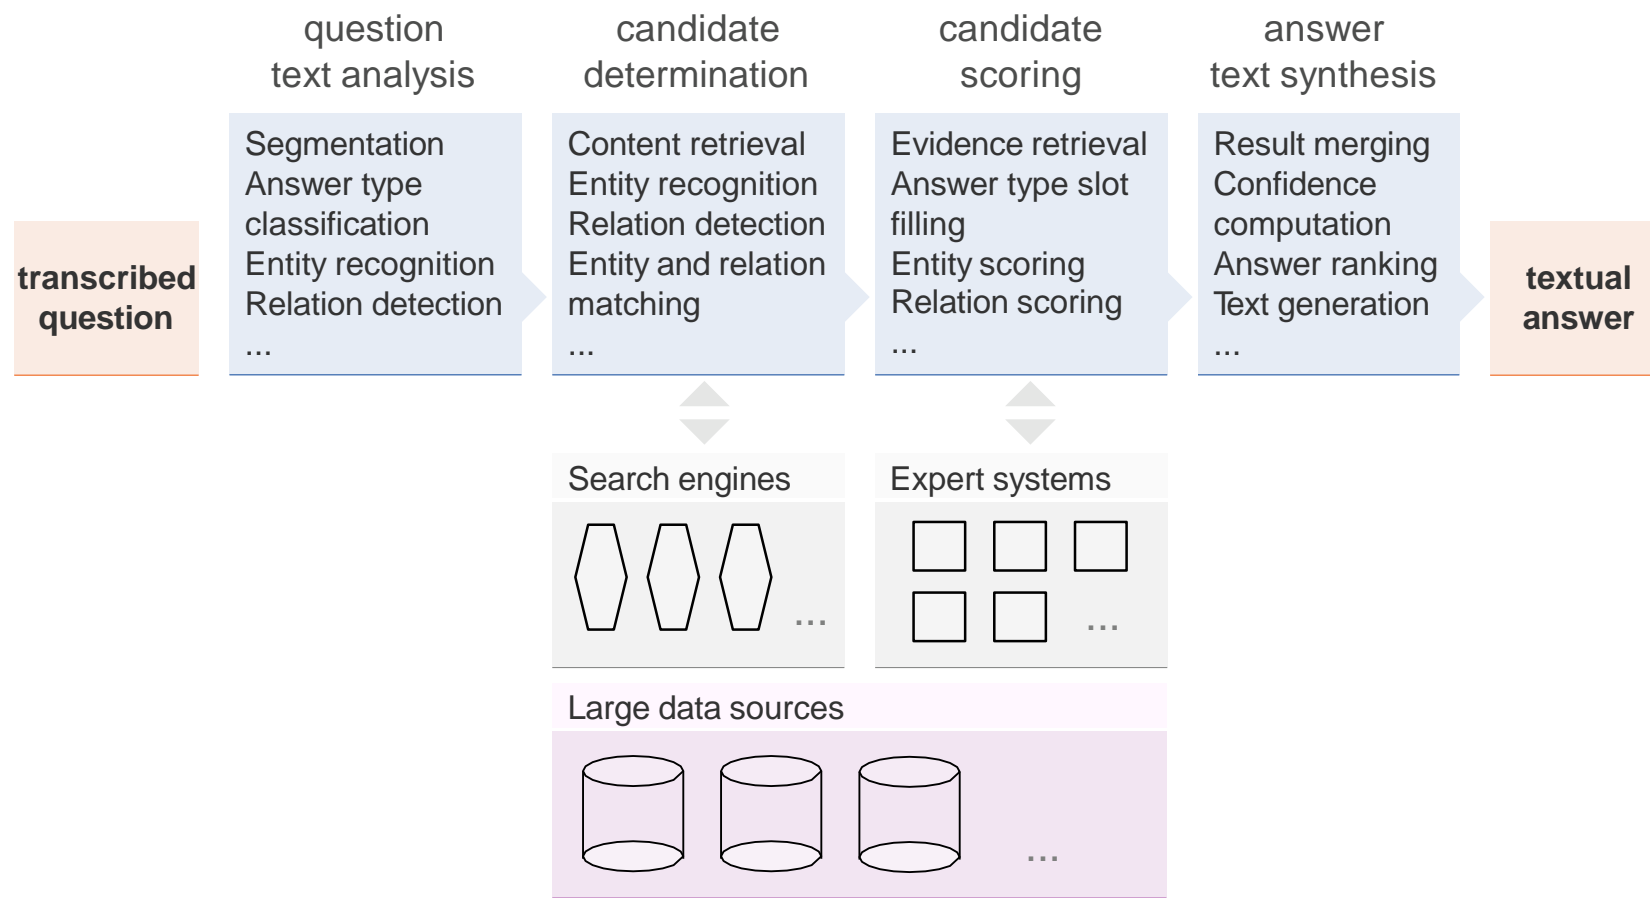 question
text analysis
candidate
determination
candidate
scoring
answer
text synthesis
transcribed
question
Segmentation
Answer type
classification
Entity recognition
Relation detection
...
Content retrieval
Entity recognition
Relation detection
Entity and relation
matching
...
Evidence retrieval
Answer type slot
filling
Entity scoring
Relation scoring
...
Result merging
Confidence
computation
Answer ranking
Text generation
...
textual
answer
Search engines
...
Expert systems
...
Large data sources
...